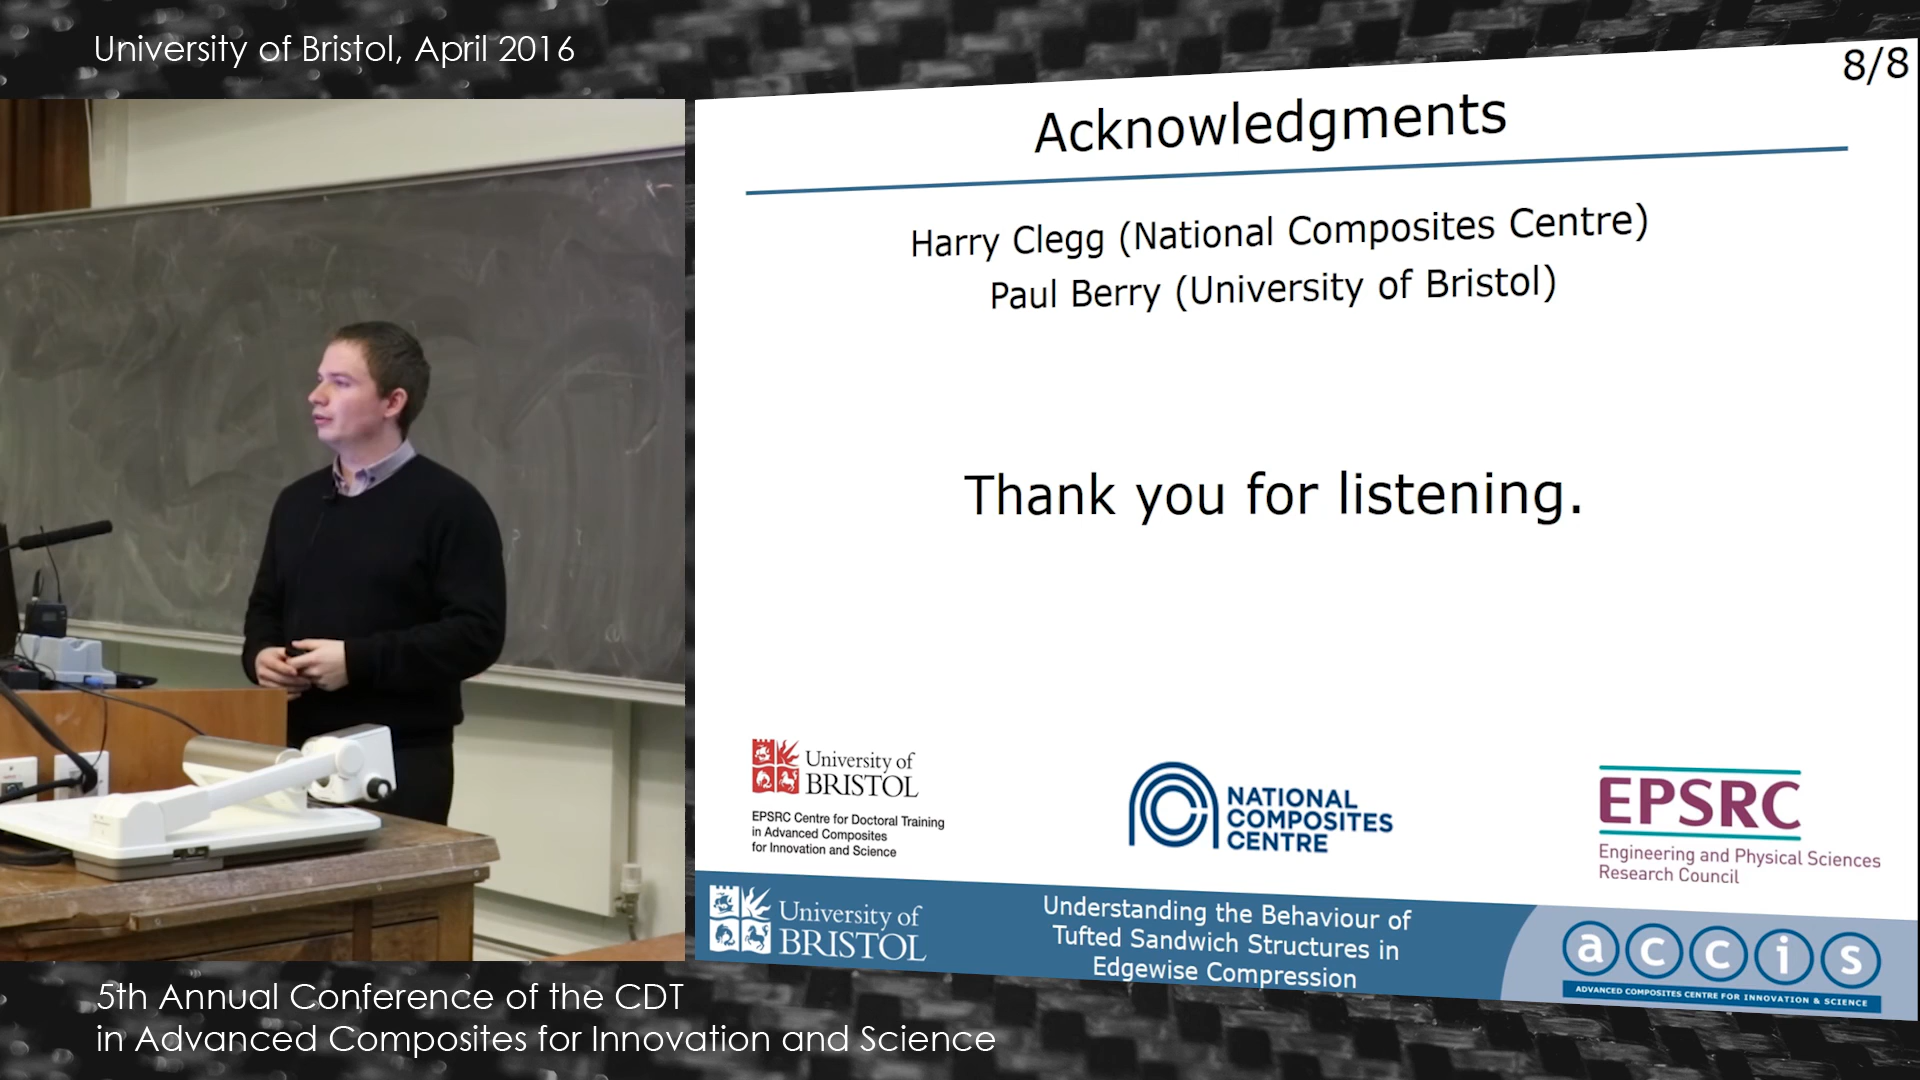 University of Bristol, April 2016
8/8
Acknowledgments
Harry Clegg (National Composites Centre)
Paul Berry (University of Bristol)
Thank you for listening.
University of
BRISTOL
EPSRC Centre for Doctoral Training
in Advanced Composites
for Innovation and Science
NATIONAL
COMPOSITES
CENTRE
EPSRC
Engineering and Physical Sciences
Research Council
University of
BRISTOL
Understanding the Behaviour of
Tufted Sandwich Structures in
Edgewise Compression
accis
ADVANCED COMPOSITES CENTRE FOR INNOVATION & SCIENCE
5th Annual Conference of the CDT
in Advanced Composites for Innovation and Science